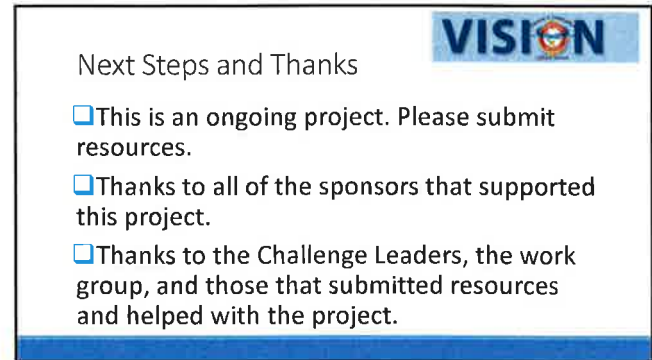 VISION
Next Steps and Thanks
❑This is an ongoing project. Please submit
resources.
❑Thanks to all of the sponsors that supported
this project.
❑Thanks to the Challenge Leaders, the work
group, and those that submitted resources
and helped with the project.